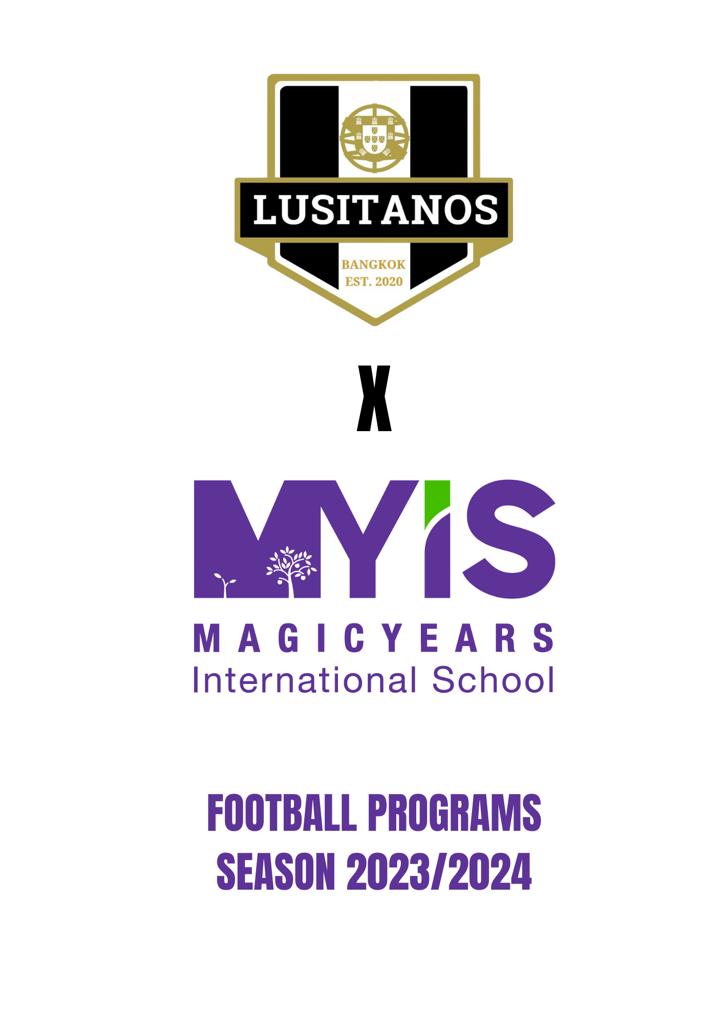 LUSITANOS
BANGKOK
EST. 2020
X
MYIS
MAGICYEARS
International School
FOOTBALL PROGRAMS
SEASON 2023/2024